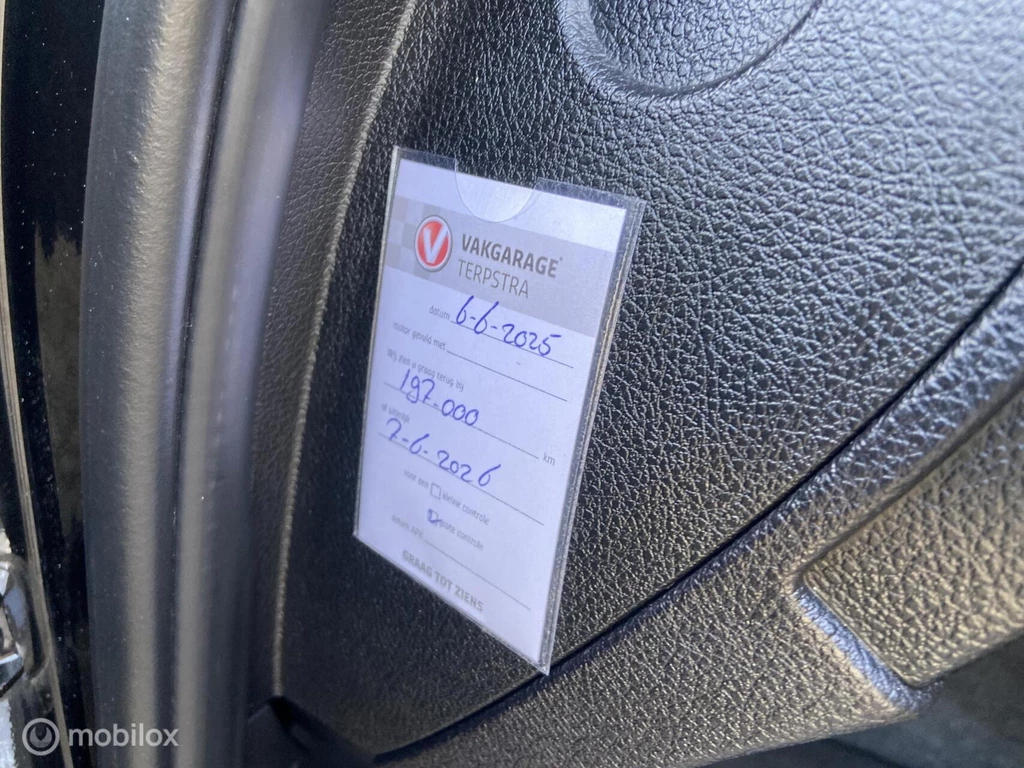 V VAKGARAGE
TERPSTRA
datum 6-6-2025
motor gevuld met
Wij zien u graag terug bij
197.000 km
of uiterlijk
7-6-2026
voor een kleine controle
grote controle
datum APK
GRAAG TOT ZIENS
mobilox